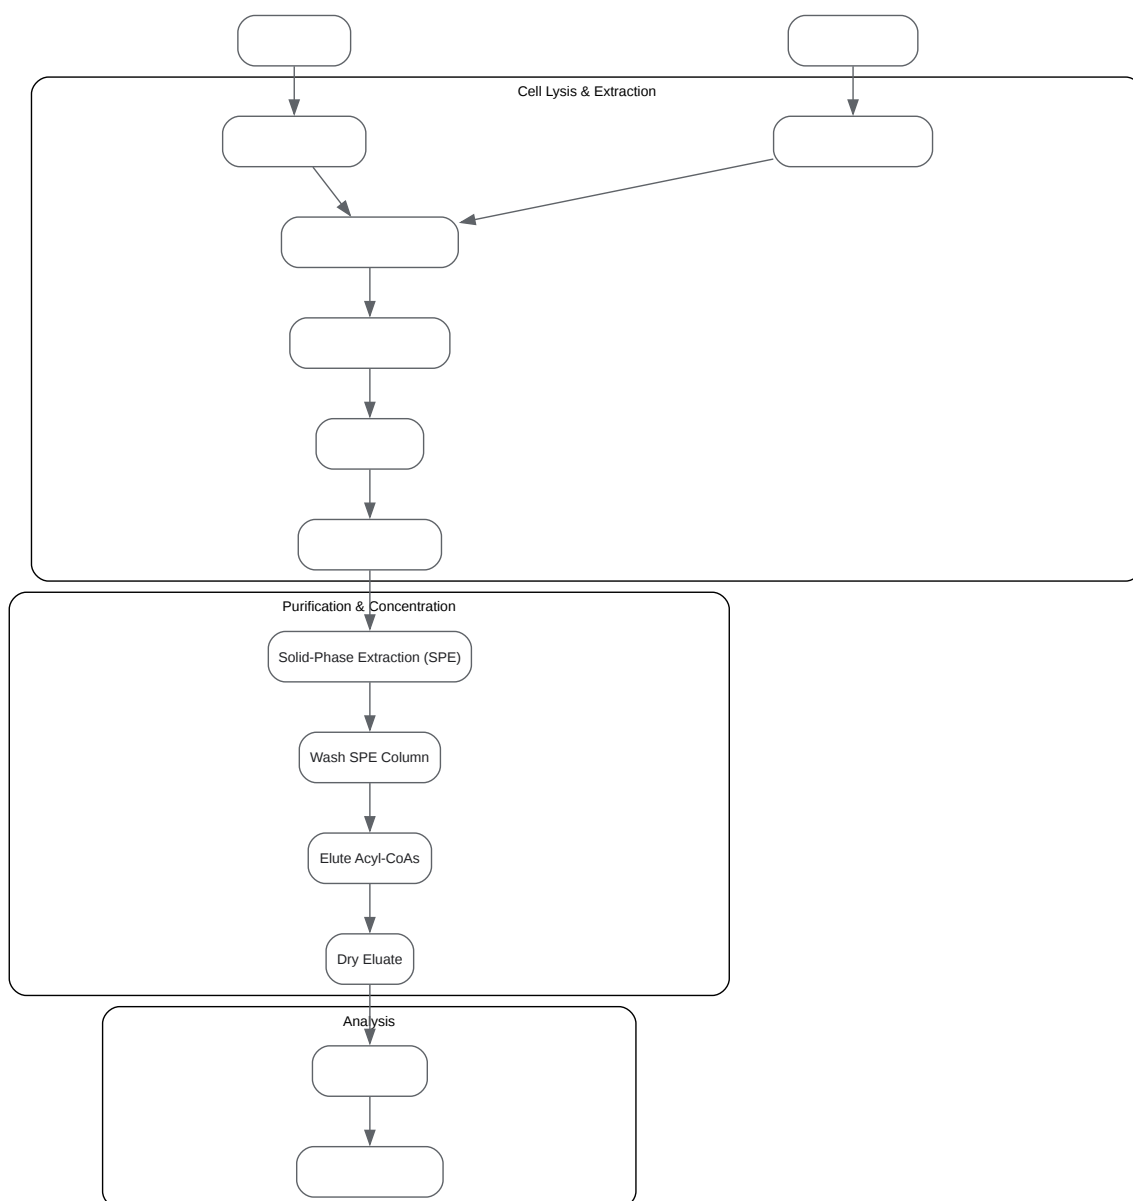 Cell Lysis & Extraction
Purification & Concentration
Solid-Phase Extraction (SPE)
Wash SPE Column
Elute Acyl-CoAs
Dry Eluate
Analysis